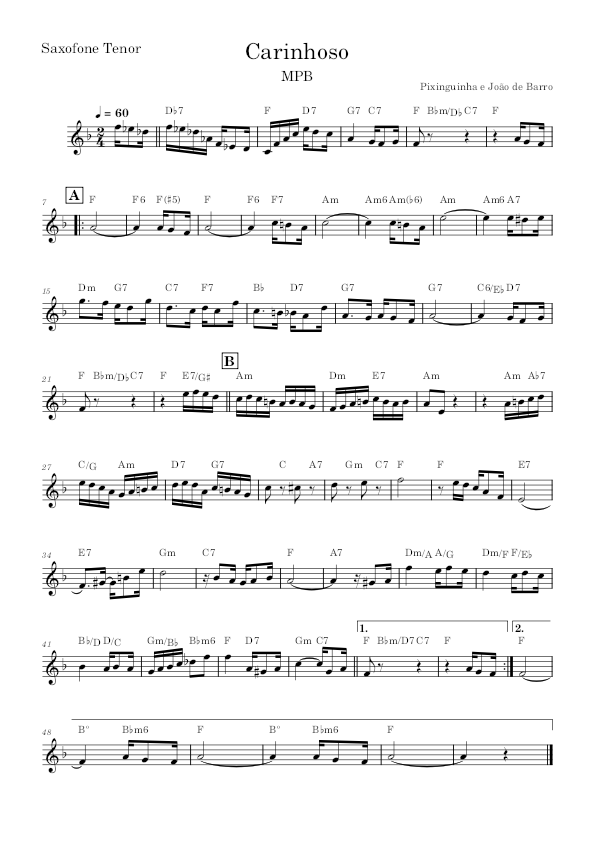 Saxofone Tenor
Carinhoso
MPB
Pixinguinha e João de Barro
♩ = 60
D♭7 F D7 G7 C7 F B♭m/D♭ C7 F
7 A F F6 F(♯5) F F6 F7 Am Am6 Am(♭6) Am Am6 A7
15 Dm G7 C7 F7 B♭ D7 G7 G7 C6/E♭ D7
21 F B♭m/D♭ C7 F E7/G♯ B Am Dm E7 Am Am A♭7
27 C/G Am D7 G7 C A7 Gm C7 F F E7
34 E7 Gm C7 F A7 Dm/A A/G Dm/F F/E♭
41 B♭/D D/C Gm/B♭ B♭m6 F D7 Gm C7 1. F B♭m/D7 C7 F 2. F
48 B° B♭m6 F B° B♭m6 F